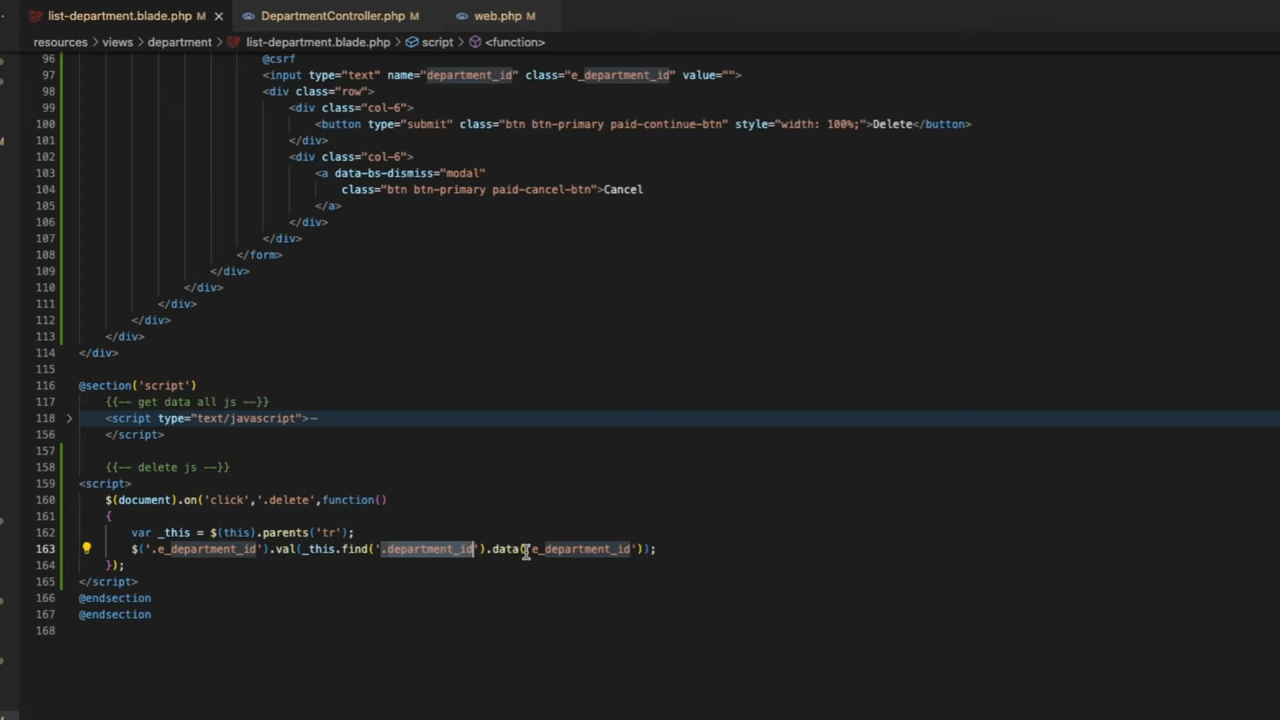 list-department.blade.php M × DepartmentController.php M web.php M
resources > views > department > list-department.blade.php > script > <function>
96 @csrf
97 <input type="text" name="department_id" class="e_department_id" value="">
98 <div class="row">
99 <div class="col-6">
100 <button type="submit" class="btn btn-primary paid-continue-btn" style="width: 100%;">Delete</button>
101 </div>
102 <div class="col-6">
103 <a data-bs-dismiss="modal"
104 class="btn btn-primary paid-cancel-btn">Cancel
105 </a>
106 </div>
107 </div>
108 </form>
109 </div>
110 </div>
111 </div>
112 </div>
113 </div>
114 </div>
115
116 @section('script')
117 {{-- get data all js --}}
118 <script type="text/javascript">
156 </script>
157
158 {{-- delete js --}}
159 <script>
160 $(document).on('click','.delete',function()
161 {
162 var _this = $(this).parents('tr');
163 $('.e_department_id').val(_this.find('.department_id').data('e_department_id'));
164 });
165 </script>
166 @endsection
167 @endsection
168